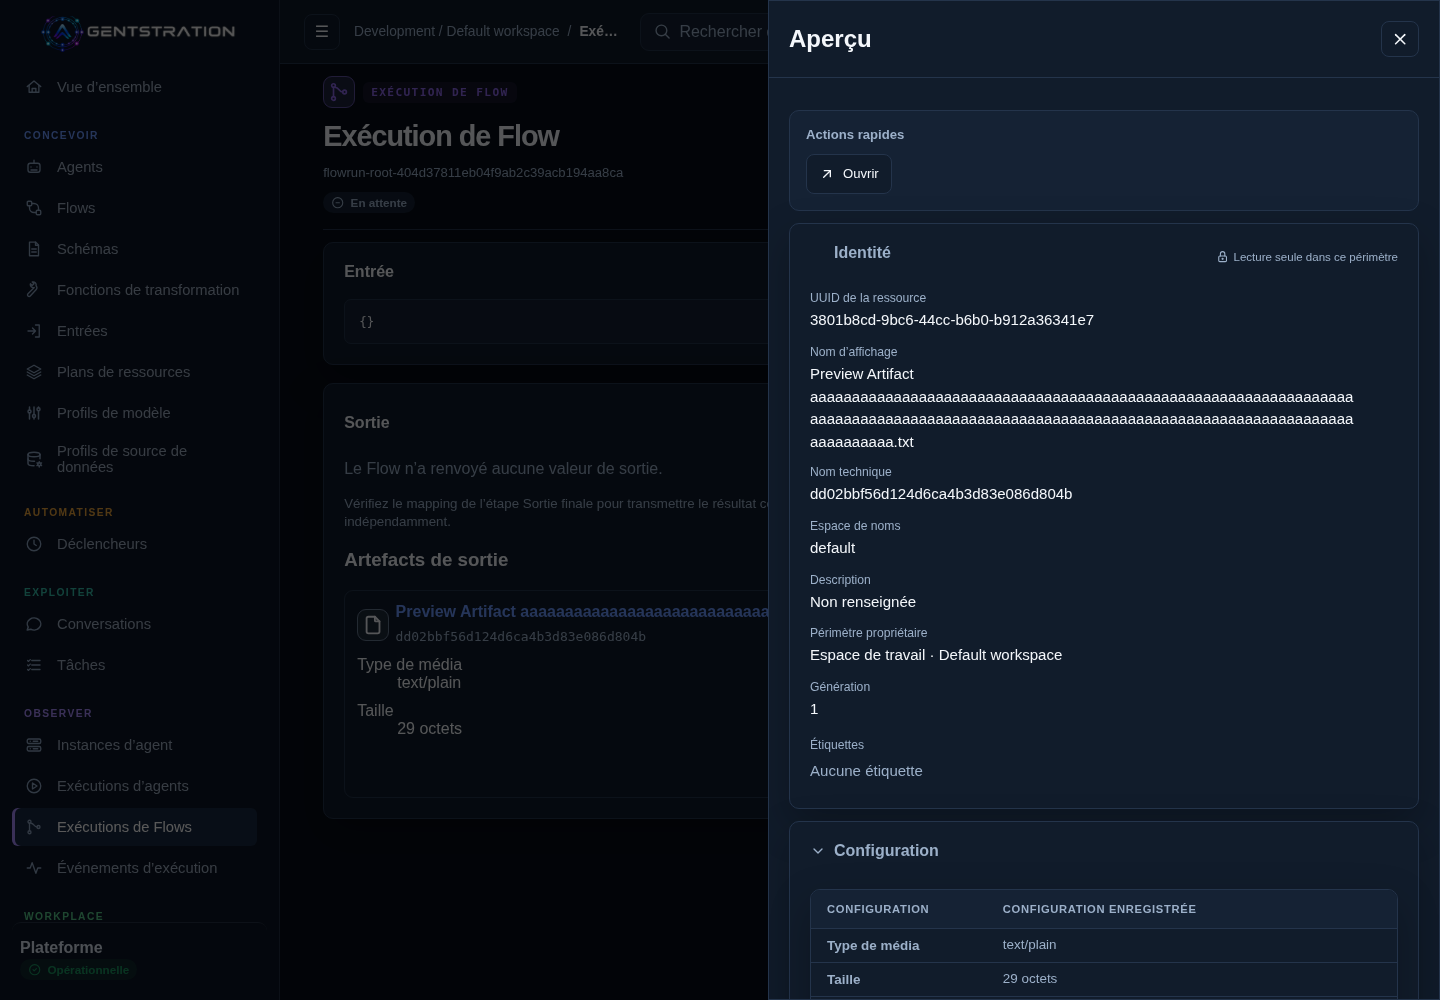 GENTSTRATION
Vue d'ensemble
CONCEVOIR
Agents
Flows
Schémas
Fonctions de transformation
Entrées
Plans de ressources
Profils de modèle
Profils de source de
données
AUTOMATISER
Déclencheurs
EXPLOITER
Conversations
Tâches
OBSERVER
Instances d'agent
Exécutions d'agents
Exécutions de Flows
Événements d'exécution
WORKPLACE
Plateforme
Opérationnelle
Development / Default workspace / Exé…
Rechercher
EXÉCUTION DE FLOW
Exécution de Flow
flowrun-root-404d37811eb04f9ab2c39acb194aa8ca
En attente
Entrée
{}
Sortie
Le Flow n'a renvoyé aucune valeur de sortie.
Vérifiez le mapping de l'étape Sortie finale pour transmettre le résultat
indépendamment.
Artefacts de sortie
Preview Artifact aaaaaaaaaaaaaaaaaaaaaaaaaaaa
dd02bbf56d124d6ca4b3d83e086d804b
Type de média
text/plain
Taille
29 octets
Aperçu
Actions rapides
Ouvrir
Identité
Lecture seule dans ce périmètre
UUID de la ressource
3801b8cd-9bc6-44cc-b6b0-b912a36341e7
Nom d'affichage
Preview Artifact
aaaaaaaaaaaaaaaaaaaaaaaaaaaaaaaaaaaaaaaaaaaaaaaaaaaaaaaaaaaaaaaaa
aaaaaaaaaaaaaaaaaaaaaaaaaaaaaaaaaaaaaaaaaaaaaaaaaaaaaaaaaaaaaaaaa
aaaaaaaaaa.txt
Nom technique
dd02bbf56d124d6ca4b3d83e086d804b
Espace de noms
default
Description
Non renseignée
Périmètre propriétaire
Espace de travail · Default workspace
Génération
1
Étiquettes
Aucune étiquette
Configuration
CONFIGURATION CONFIGURATION ENREGISTRÉE
Type de média text/plain
Taille 29 octets